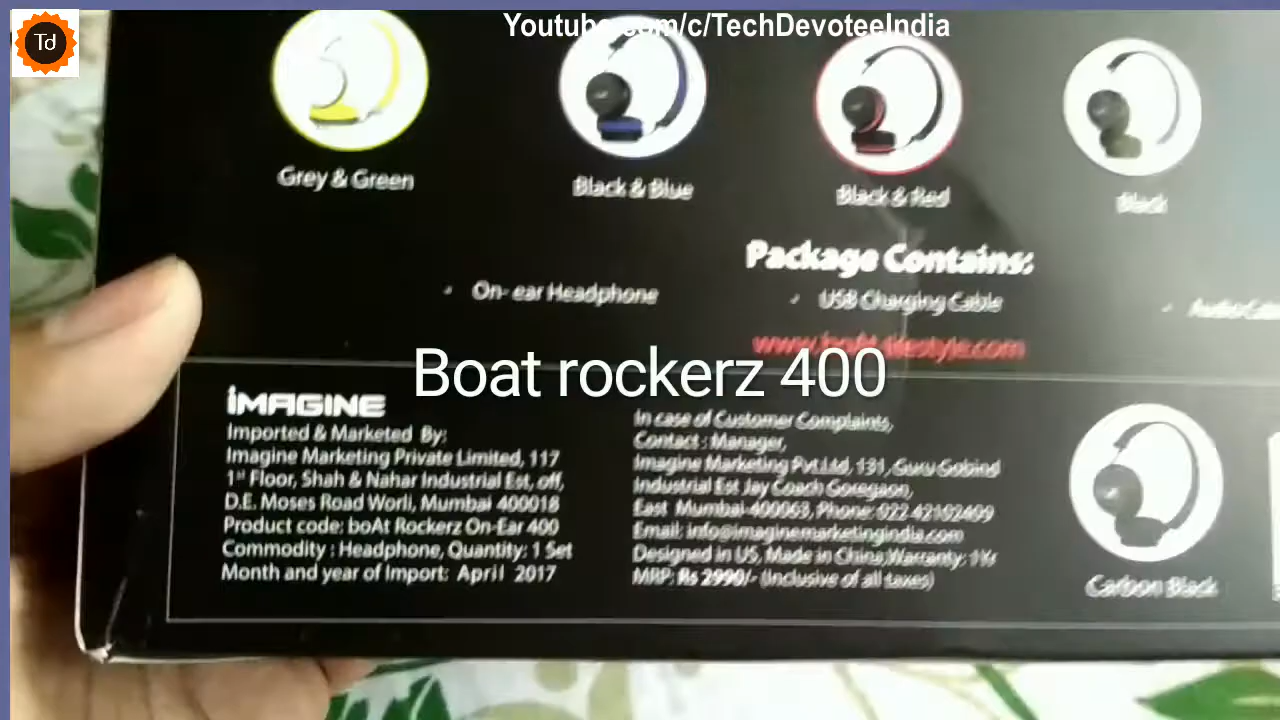 Td
Youtube.com/c/TechDevoteeIndia
Grey & Green
Black & Blue
Black & Red
Black
Package Contains:
On- ear Headphone
USB Charging Cable
Audio
Boat rockerz 400
iMAGINE
Imported & Marketed By:
Imagine Marketing Private Limited, 117
1st Floor, Shah & Nahar Industrial Est, off,
D.E. Moses Road Worli, Mumbai 400018
Product code: boAt Rockerz On-Ear 400
Commodity : Headphone, Quantity: 1 Set
Month and year of Import: April 2017
In case of Customer Complaints,
Contact : Manager,
Imagine Marketing Pvt.Ltd, 131, Guru Gobind
Industrial Est Jay Coach Goregaon,
East Mumbai-400063, Phone: 022 42102409
Email: info@imaginemarketingindia.com
Designed in US, Made in China,Warranty: 1Yr
MRP: Rs 2990/- (Inclusive of all taxes)
Carbon Black